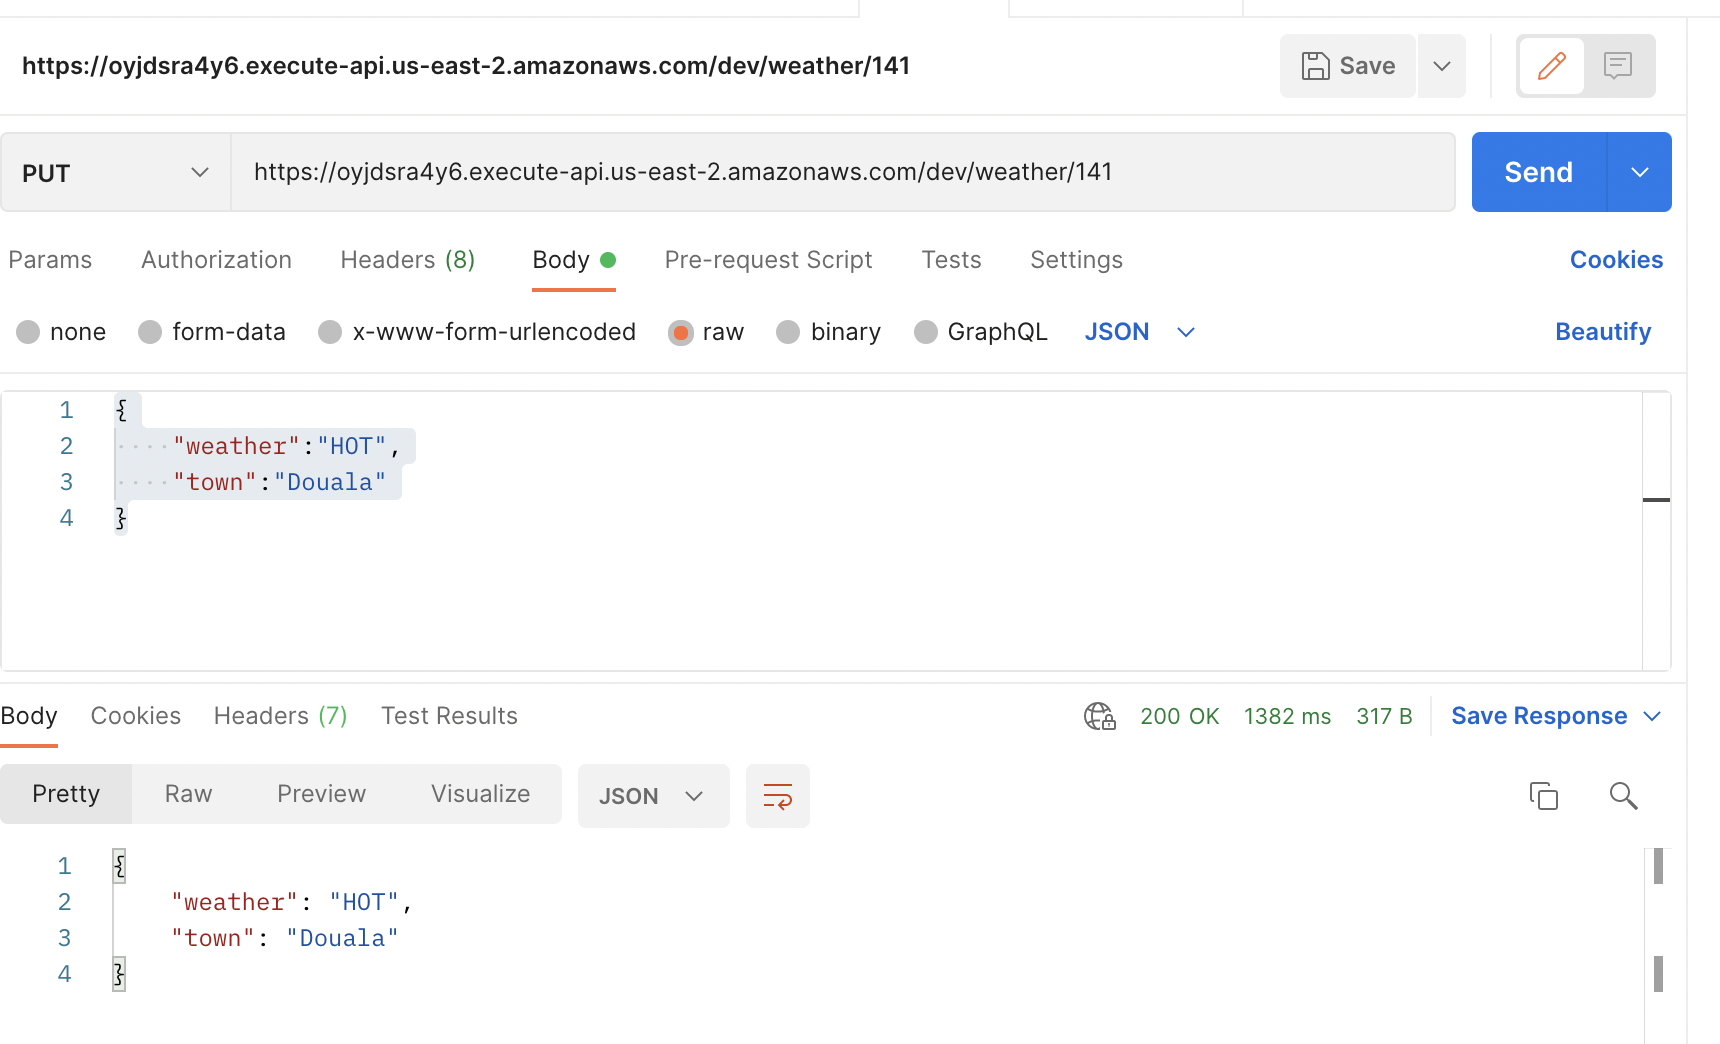 https://oyjdsra4y6.execute-api.us-east-2.amazonaws.com/dev/weather/141
Save
PUT
https://oyjdsra4y6.execute-api.us-east-2.amazonaws.com/dev/weather/141
Send
Params Authorization Headers (8) Body Pre-request Script Tests Settings Cookies
none form-data x-www-form-urlencoded raw binary GraphQL JSON Beautify
1 {
2 ····"weather":"HOT",
3 ····"town":"Douala"
4 }
Body Cookies Headers (7) Test Results 200 OK 1382 ms 317 B Save Response
Pretty Raw Preview Visualize JSON
1 {
2 "weather": "HOT",
3 "town": "Douala"
4 }